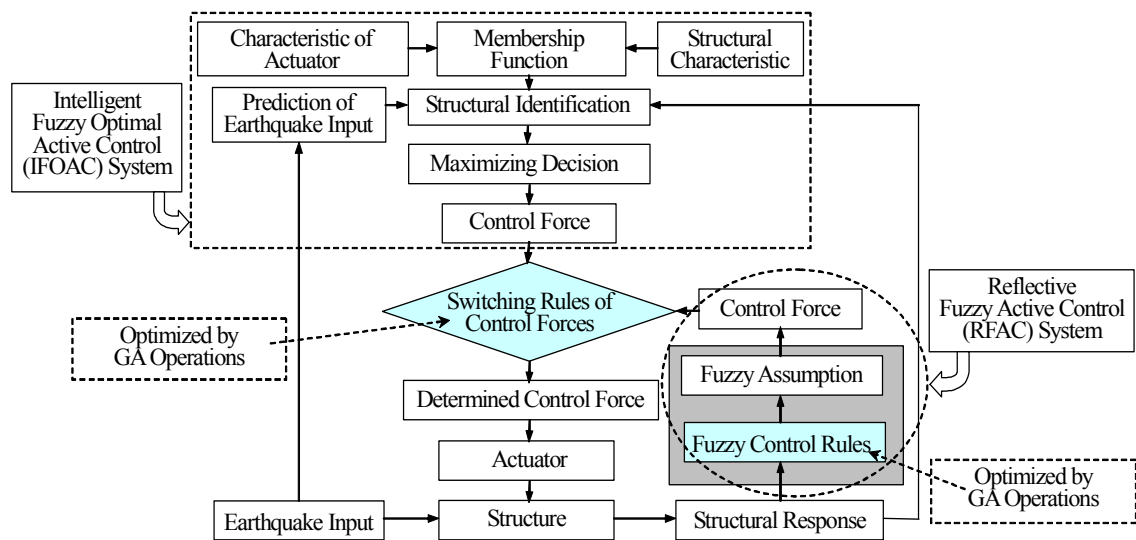 Characteristic of
Actuator
Membership
Function
Structural
Characteristic
Intelligent
Fuzzy Optimal
Active Control
(IFOAC) System
Prediction of
Earthquake Input
Structural Identification
Maximizing Decision
Control Force
Switching Rules of
Control Forces
Control Force
Reflective
Fuzzy Active Control
(RFAC) System
Optimized by
GA Operations
Fuzzy Assumption
Determined Control Force
Fuzzy Control Rules
Actuator
Optimized by
GA Operations
Earthquake Input
Structure
Structural Response